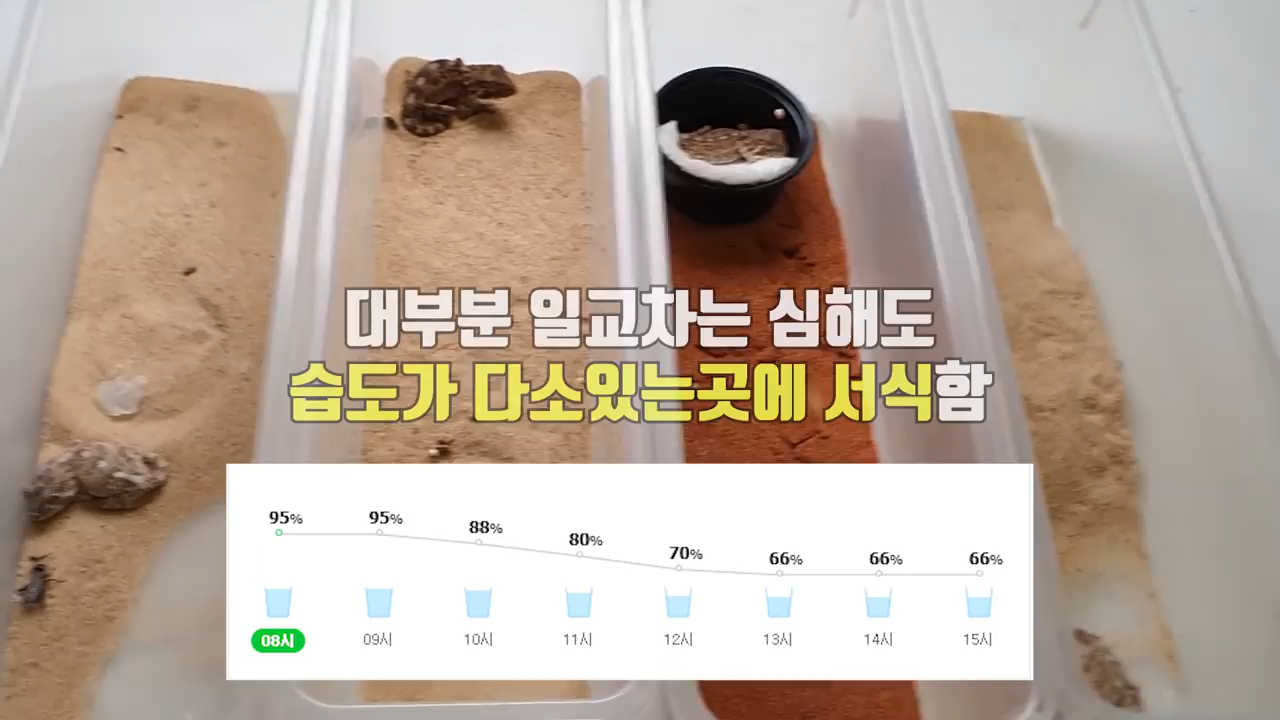 대부분 일교차는 심해도
습도가 다소있는곳에 서식함
95% 95% 88% 80% 70% 66% 66% 66%
08시 09시 10시 11시 12시 13시 14시 15시